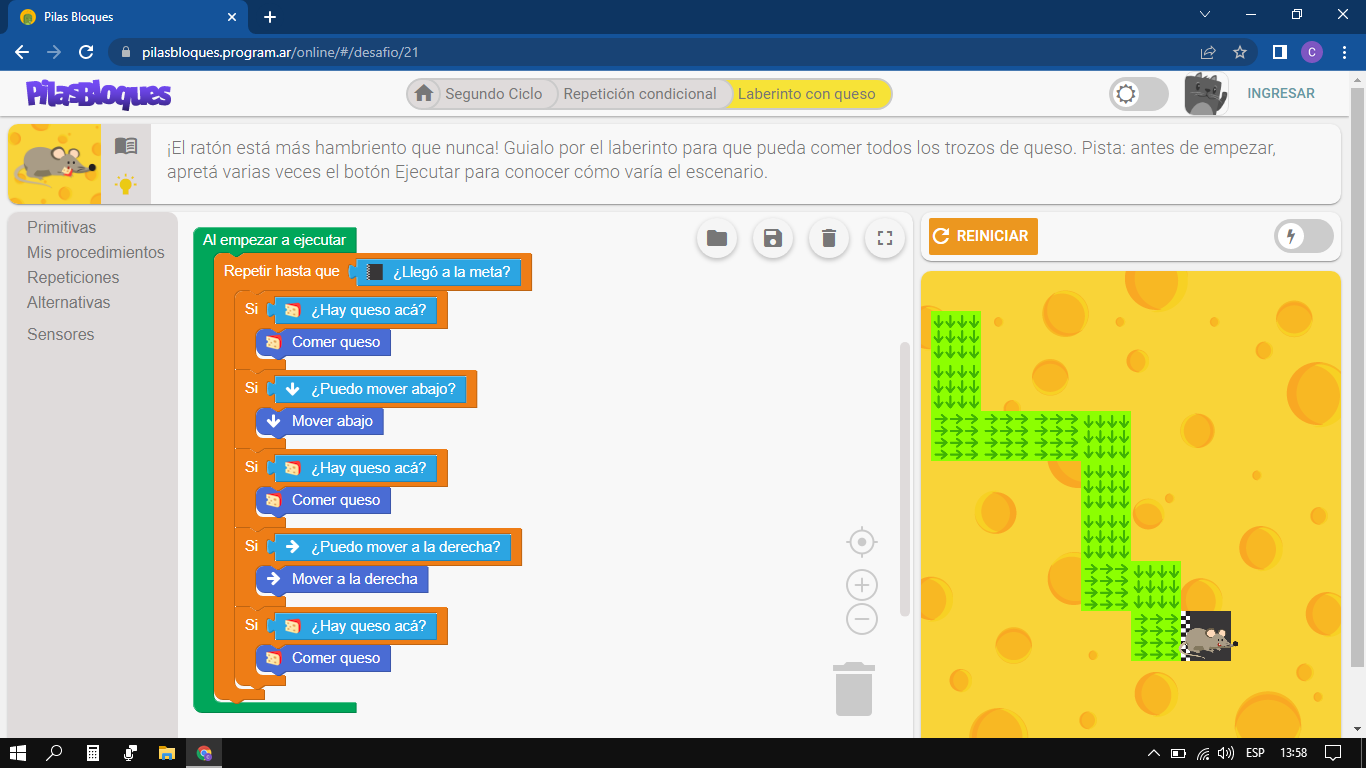 Pilas Bloques
pilasbloques.program.ar/online/#/desafio/21
C
PilasBloques
Segundo Ciclo
Repetición condicional
Laberinto con queso
INGRESAR
¡El ratón está más hambriento que nunca! Guialo por el laberinto para que pueda comer todos los trozos de queso. Pista: antes de empezar,
apretá varias veces el botón Ejecutar para conocer cómo varía el escenario.
Primitivas
Mis procedimientos
Repeticiones
Alternativas
Sensores
Al empezar a ejecutar
Repetir hasta que ¿Llegó a la meta?
Si ¿Hay queso acá?
Comer queso
Si ¿Puedo mover abajo?
Mover abajo
Si ¿Hay queso acá?
Comer queso
Si ¿Puedo mover a la derecha?
Mover a la derecha
Si ¿Hay queso acá?
Comer queso
REINICIAR
ESP
13:58